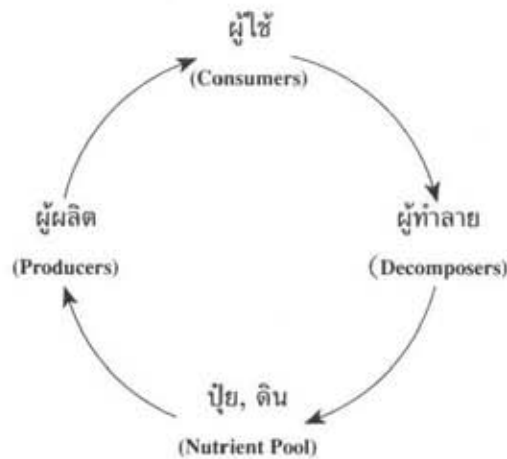 ผู้ใช้
(Consumers)
ผู้ผลิต
(Producers)
ผู้ทำลาย
(Decomposers)
ปุ๋ย, ดิน
(Nutrient Pool)